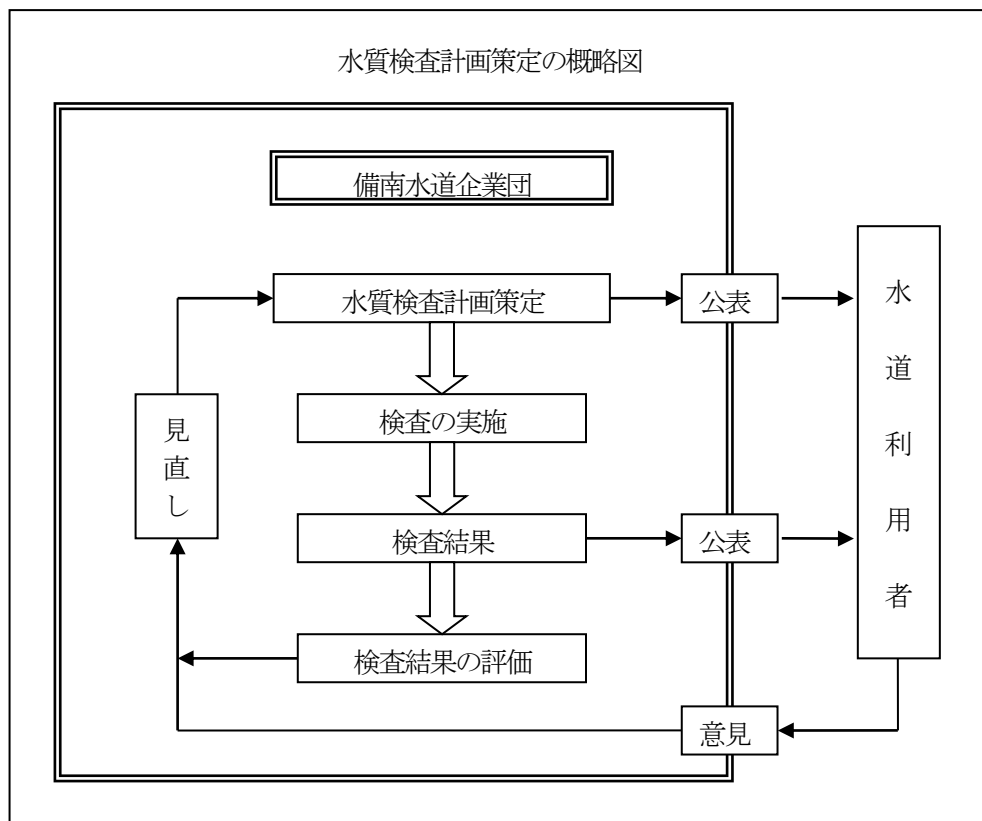 水質検査計画策定の概略図
備南水道企業団
水質検査計画策定
公表
水道利用者
検査の実施
見直し
検査結果
公表
検査結果の評価
意見